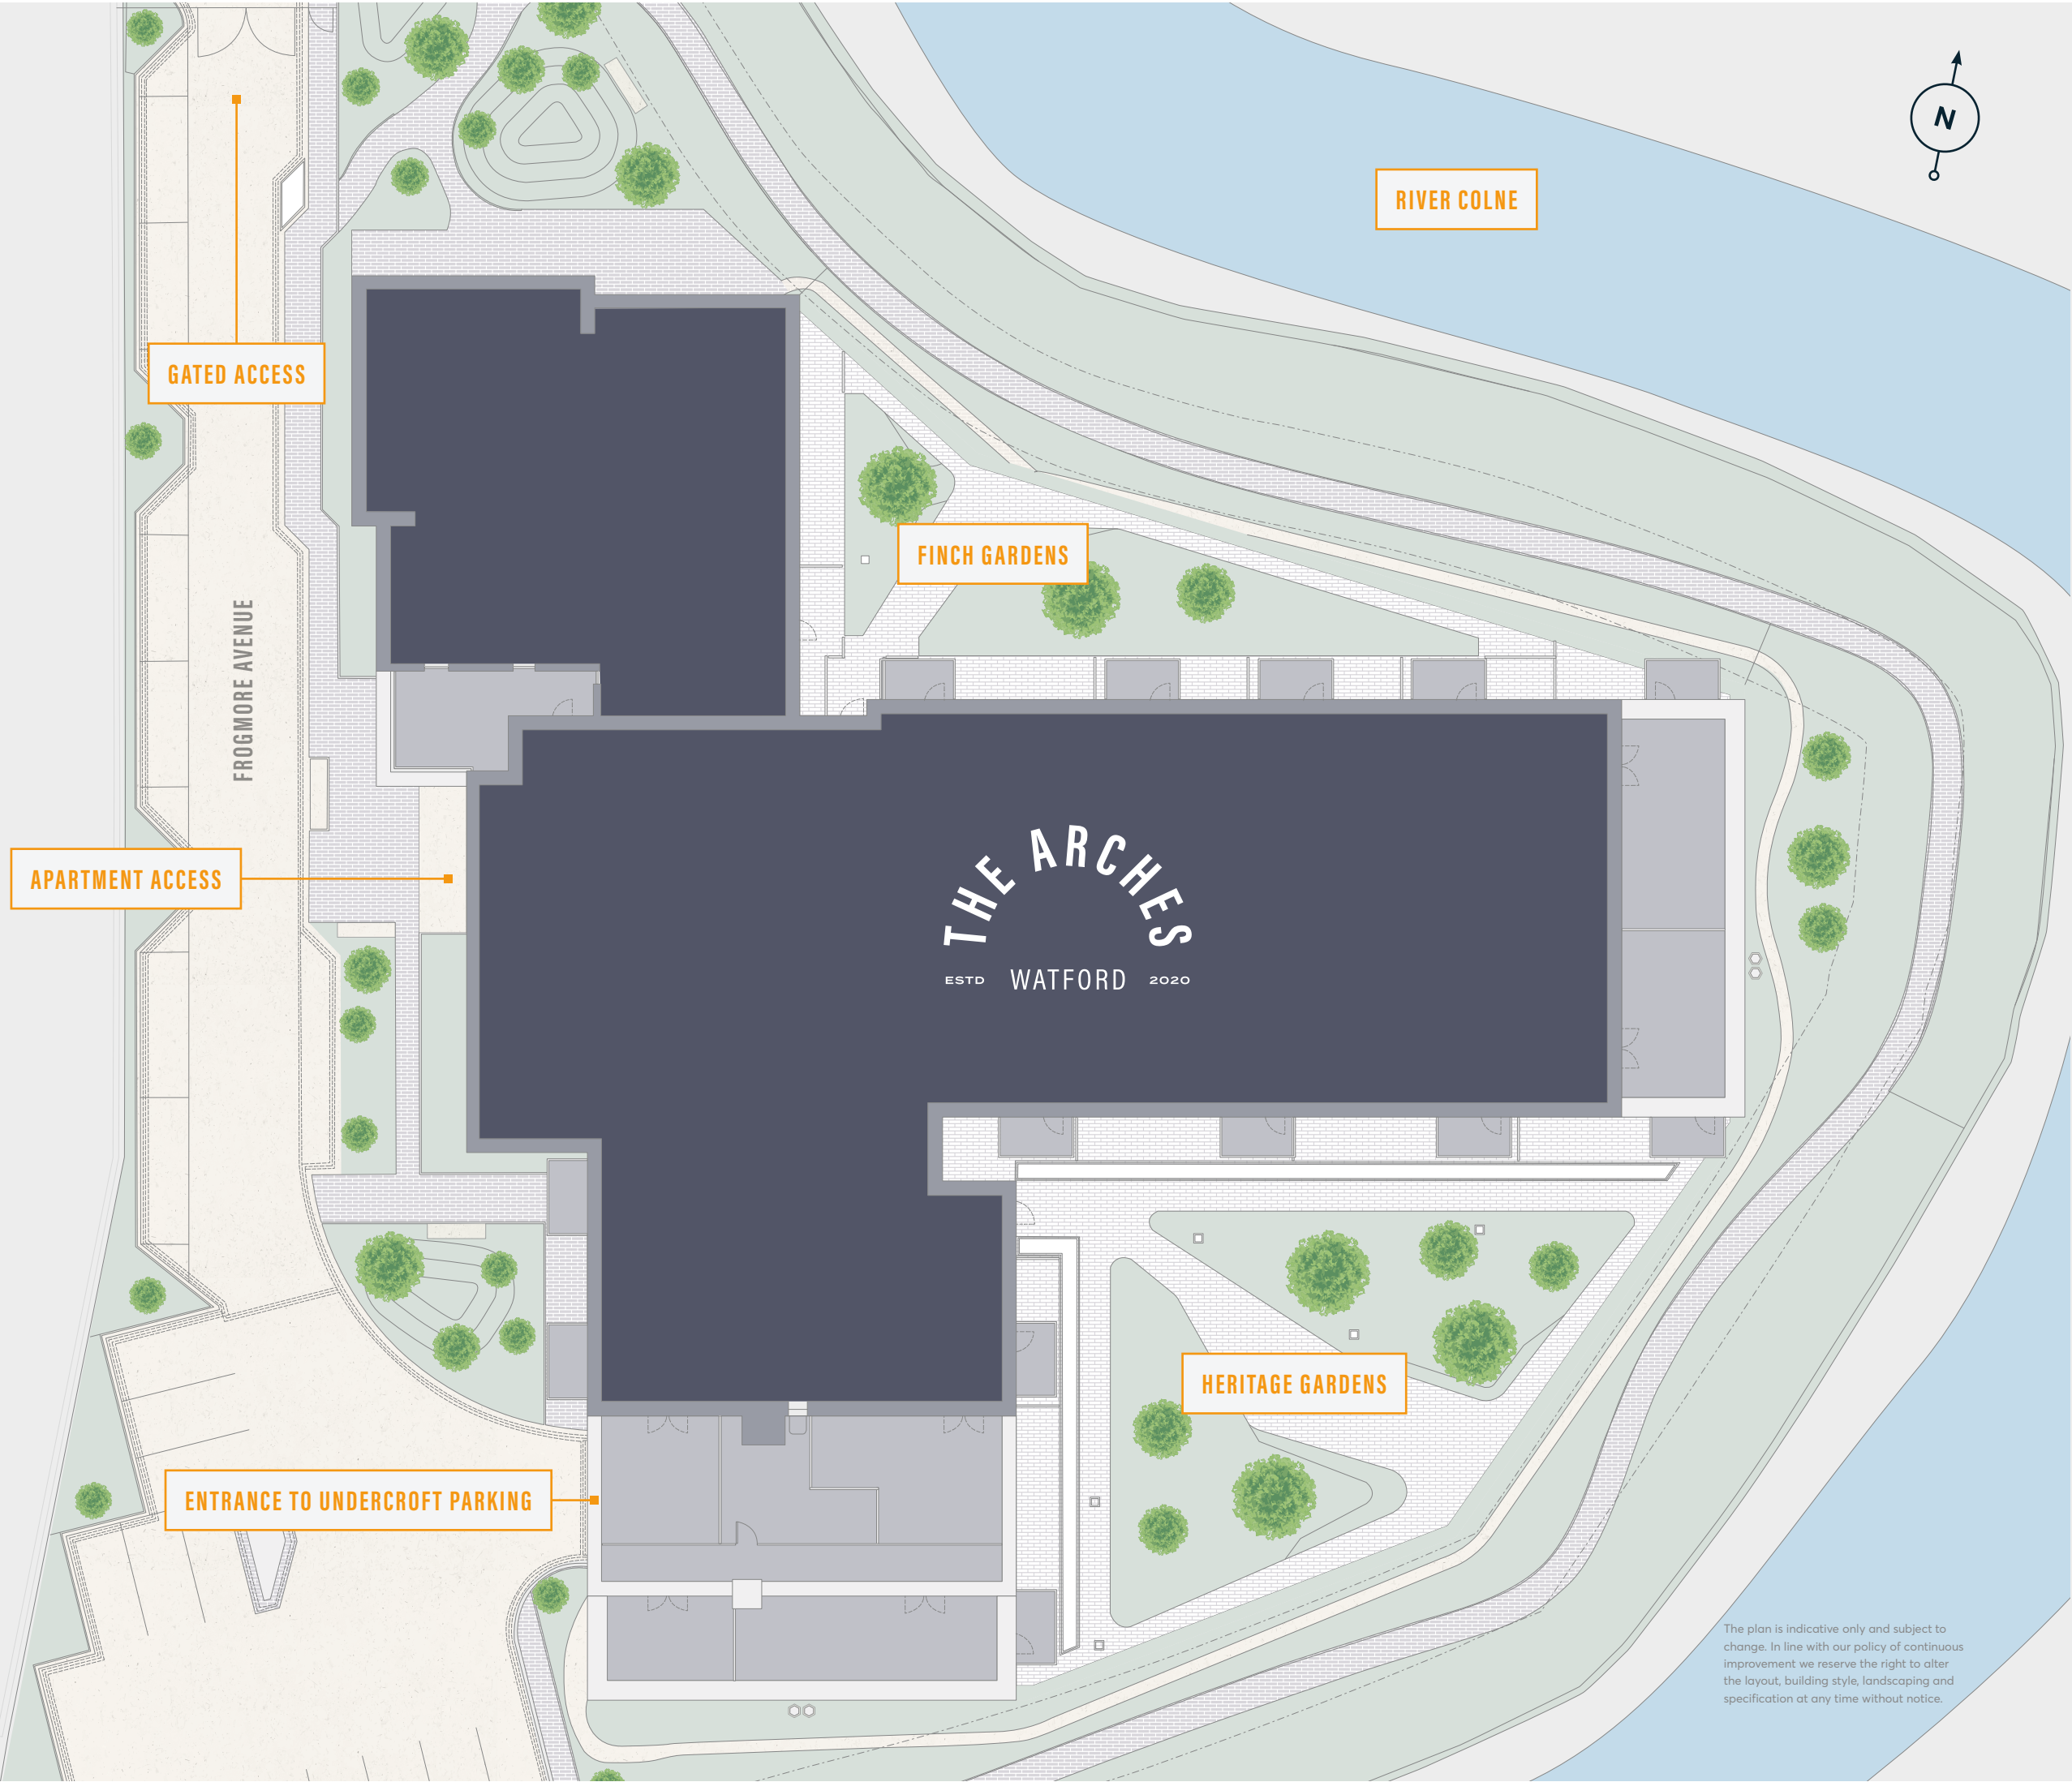 N
RIVER COLNE
GATED ACCESS
FINCH GARDENS
FROGMORE AVENUE
APARTMENT ACCESS
THE ARCHES
ESTD WATFORD 2020
HERITAGE GARDENS
ENTRANCE TO UNDERCROFT PARKING
The plan is indicative only and subject to
change. In line with our policy of continuous
improvement we reserve the right to alter
the layout, building style, landscaping and
specification at any time without notice.